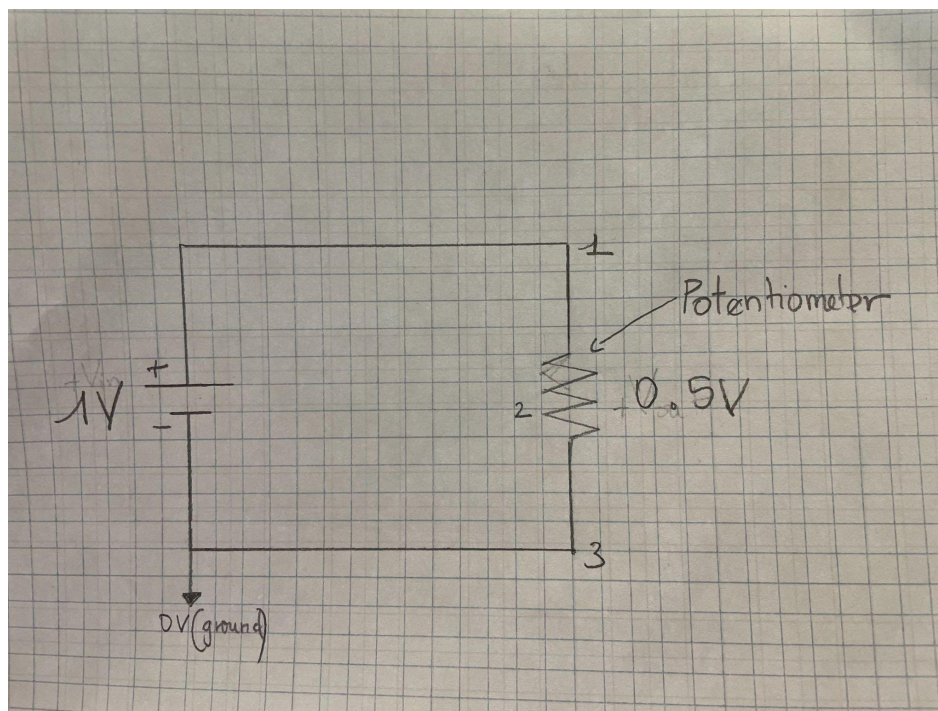 1
Potentiometer
+
1V
-
2
0.5V
3
0V(ground)